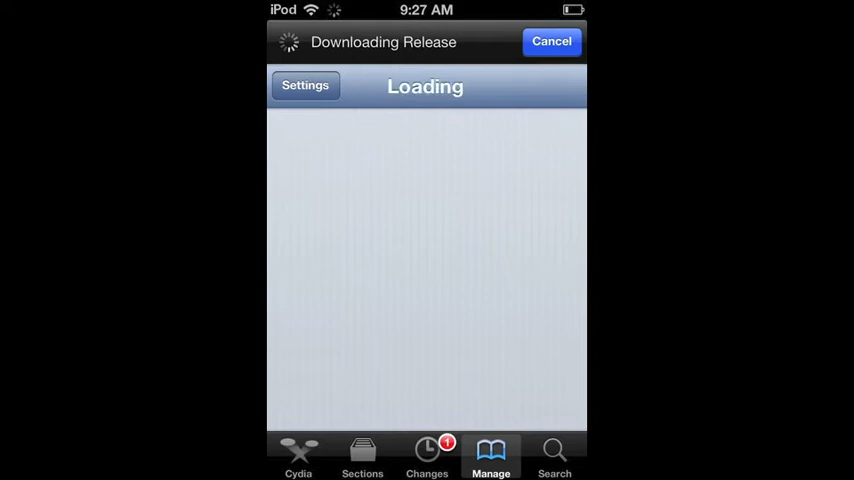 iPod 9:27 AM
Downloading Release Cancel
Settings Loading
1
Cydia Sections Changes Manage Search